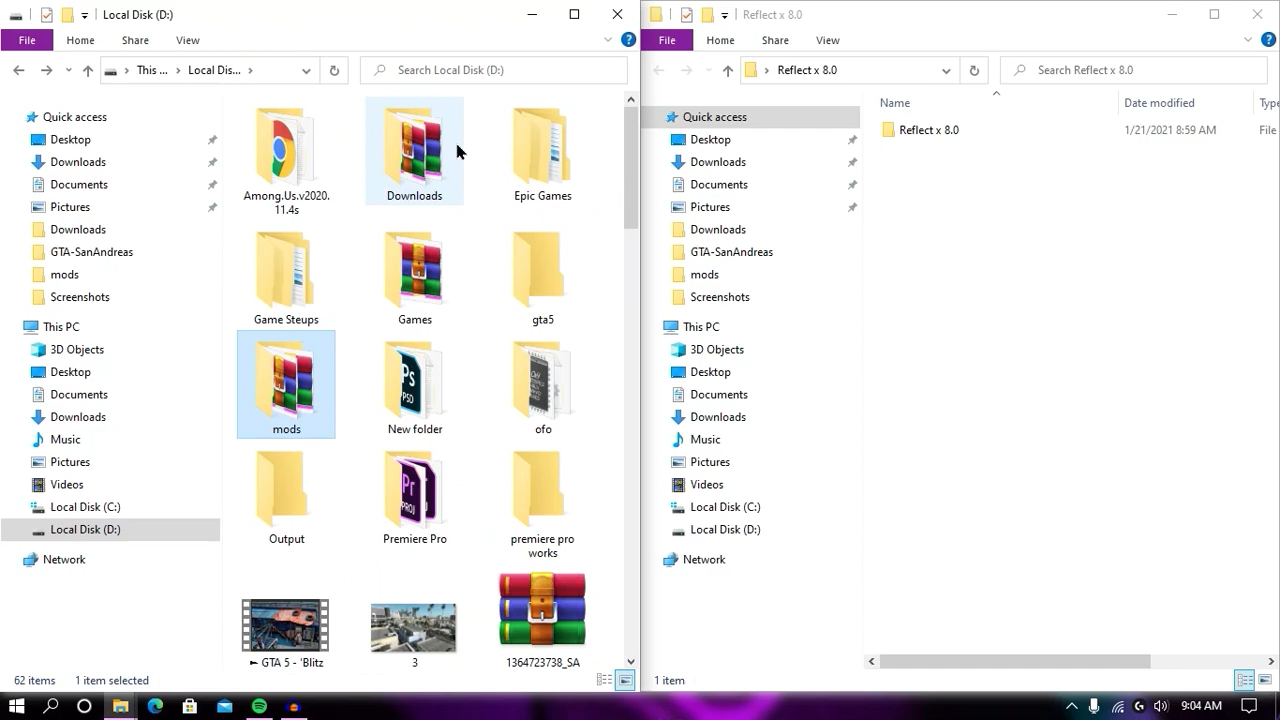 Local Disk (D:)
File
Home
Share
View
This ...
Local Dis...
Search Local Disk (D:)
Quick access
Desktop
Downloads
Documents
Pictures
Downloads
GTA-SanAndreas
mods
Screenshots
This PC
3D Objects
Desktop
Documents
Downloads
Music
Pictures
Videos
Local Disk (C:)
Local Disk (D:)
Network
Among.Us.v2020.
11.4s
Downloads
Epic Games
Game Steups
Games
gta5
mods
Ps
PSD
New folder
ofo
Output
Pr
PROJ
Premiere Pro
premiere pro
works
► GTA 5 - 'Blitz
3
1364723738_SA
62 items
1 item selected
Reflect x 8.0
File
Home
Share
View
Reflect x 8.0
Search Reflect x 8.0
Quick access
Desktop
Downloads
Documents
Pictures
Downloads
GTA-SanAndreas
mods
Screenshots
This PC
3D Objects
Desktop
Documents
Downloads
Music
Pictures
Videos
Local Disk (C:)
Local Disk (D:)
Network
Name
Date modified
Type
Reflect x 8.0
1/21/2021 8:59 AM
File
1 item
9:04 AM